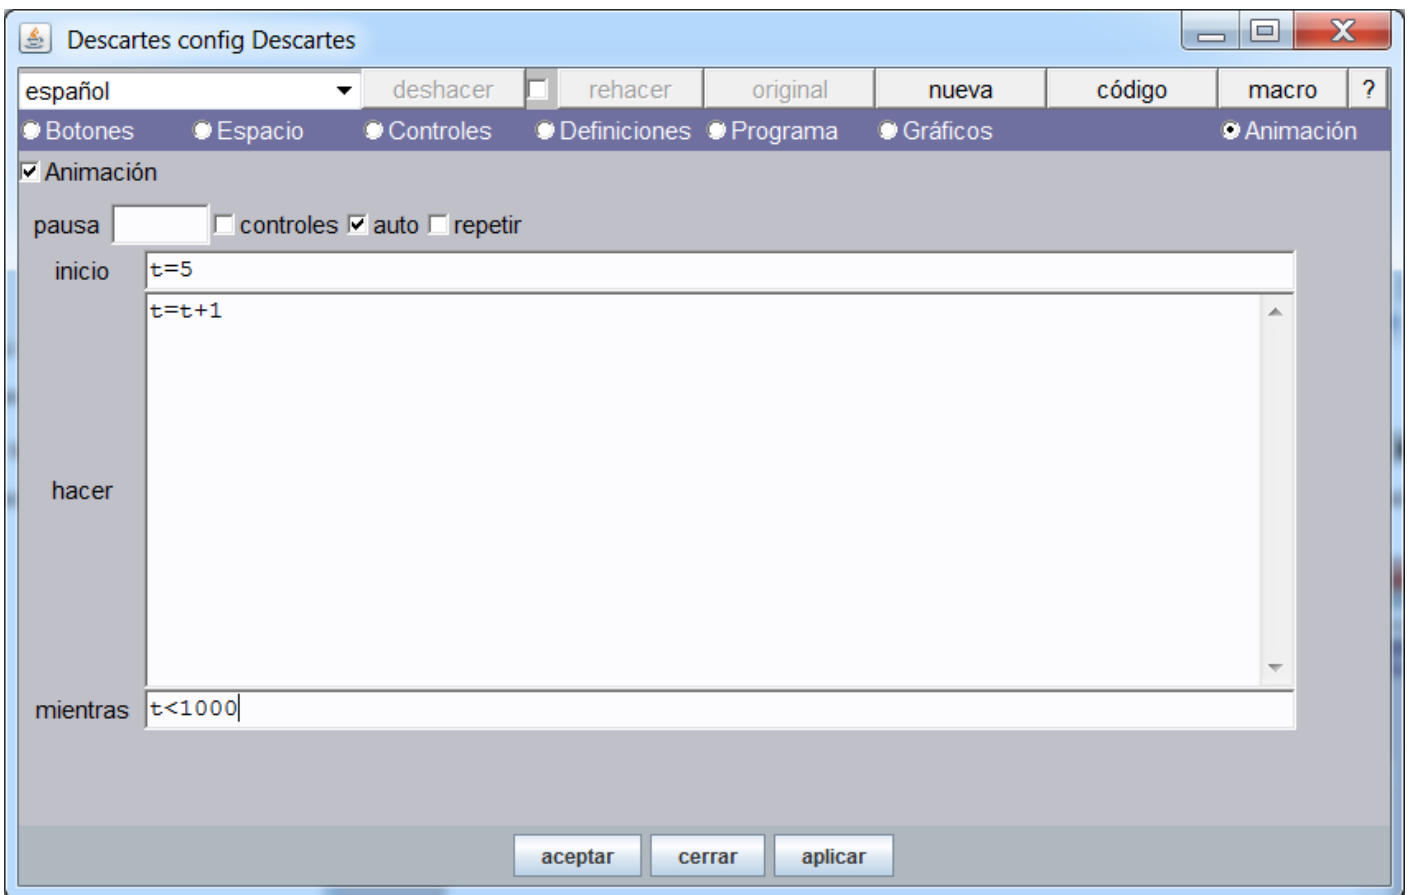 Descartes config Descartes
español deshacer rehacer original nueva código macro ?
Botones Espacio Controles Definiciones Programa Gráficos Animación
Animación
pausa controles auto repetir
inicio t=5
t=t+1
hacer
mientras t<1000
aceptar cerrar aplicar